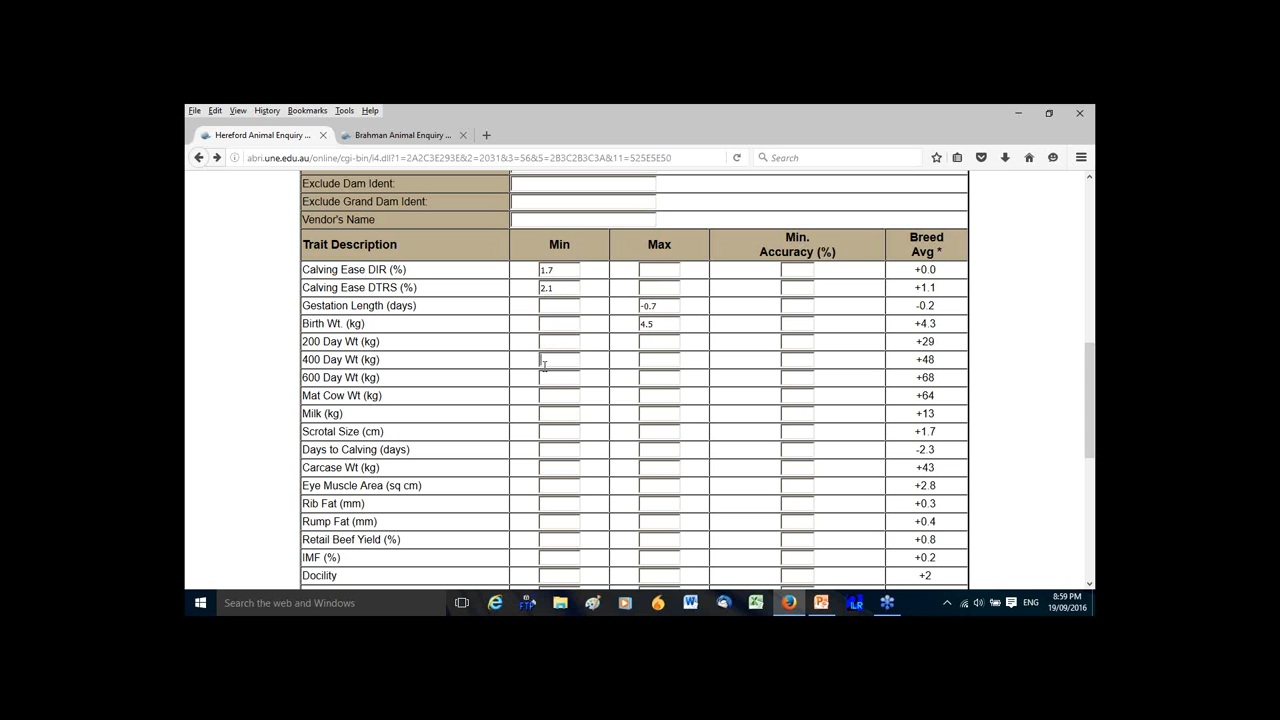 File Edit View History Bookmarks Tools Help
Hereford Animal Enquiry ... Brahman Animal Enquiry ...
abri.une.edu.au/online/cgi-bin/i4.dll?1=2A2C3E293E&2=2031&3=56&5=2B3C2B3C3A&11=525E5E50 Search
Exclude Dam Ident:
Exclude Grand Dam Ident:
Vendor's Name
Trait Description Min Max Min. Accuracy (%) Breed Avg *
Calving Ease DIR (%) 1.7 +0.0
Calving Ease DTRS (%) 2.1 +1.1
Gestation Length (days) -0.7 -0.2
Birth Wt. (kg) 4.5 +4.3
200 Day Wt (kg) +29
400 Day Wt (kg) +48
600 Day Wt (kg) +68
Mat Cow Wt (kg) +64
Milk (kg) +13
Scrotal Size (cm) +1.7
Days to Calving (days) -2.3
Carcase Wt (kg) +43
Eye Muscle Area (sq cm) +2.8
Rib Fat (mm) +0.3
Rump Fat (mm) +0.4
Retail Beef Yield (%) +0.8
IMF (%) +0.2
Docility +2
Search the web and Windows FTP LR ENG 8:59 PM
19/09/2016